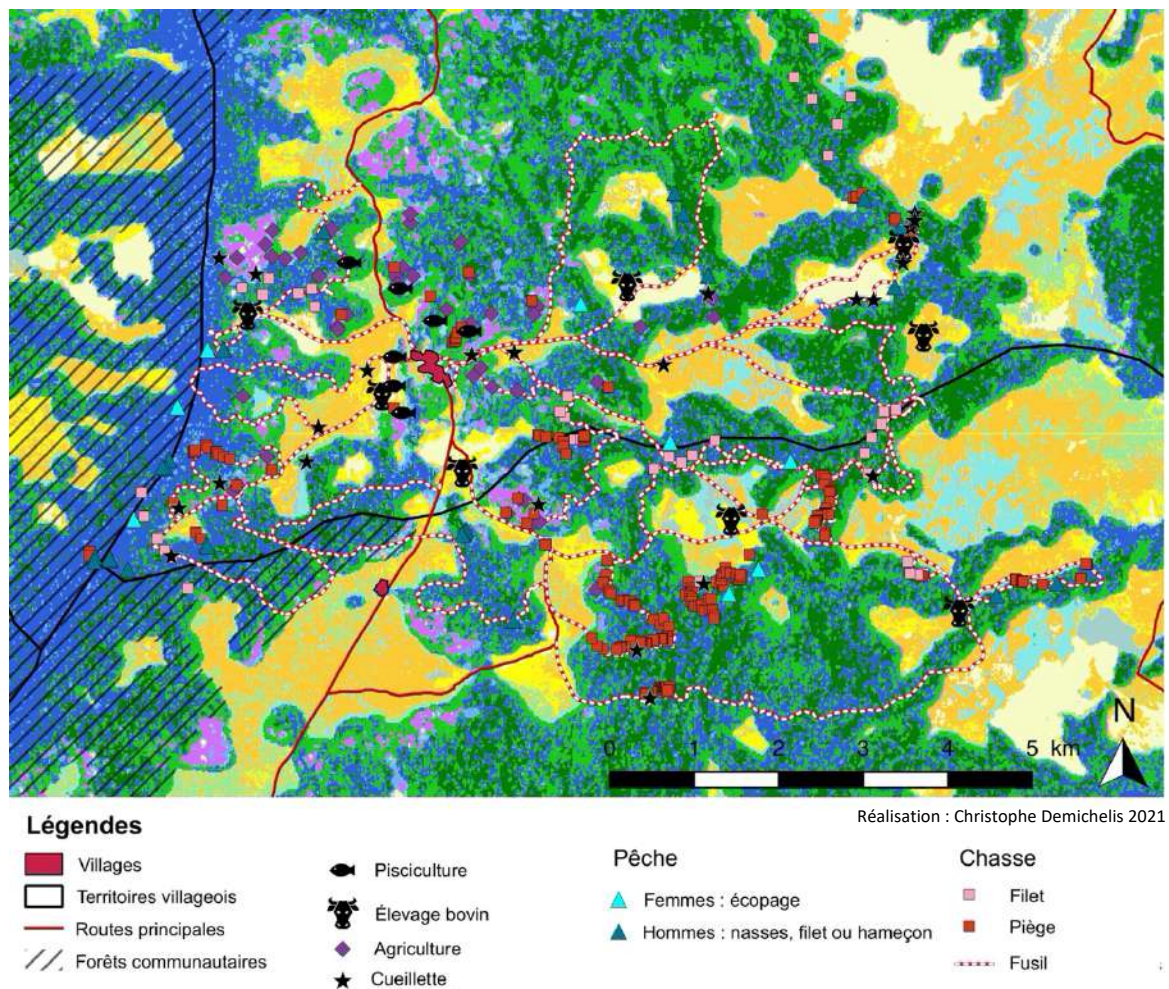 N
0 1 2 3 4 5 km
Réalisation : Christophe Demichelis 2021
Légendes
Villages
Territoires villageois
Routes principales
Forêts communautaires
Pisciculture
Élevage bovin
Agriculture
Cueillette
Pêche
Femmes : écopage
Hommes : nasses, filet ou hameçon
Chasse
Filet
Piège
Fusil